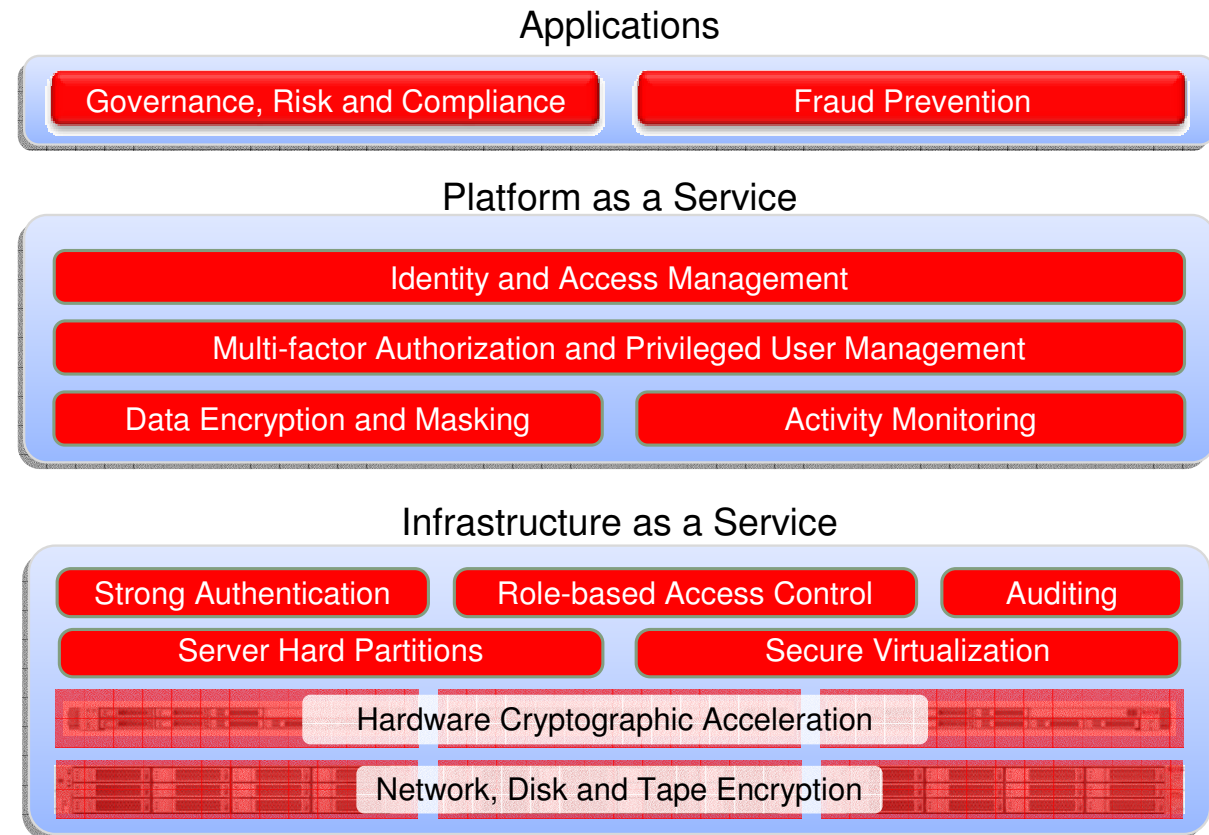 Applications
Governance, Risk and Compliance
Fraud Prevention
Platform as a Service
Identity and Access Management
Multi-factor Authorization and Privileged User Management
Data Encryption and Masking
Activity Monitoring
Infrastructure as a Service
Strong Authentication
Role-based Access Control
Auditing
Server Hard Partitions
Secure Virtualization
Hardware Cryptographic Acceleration
Network, Disk and Tape Encryption